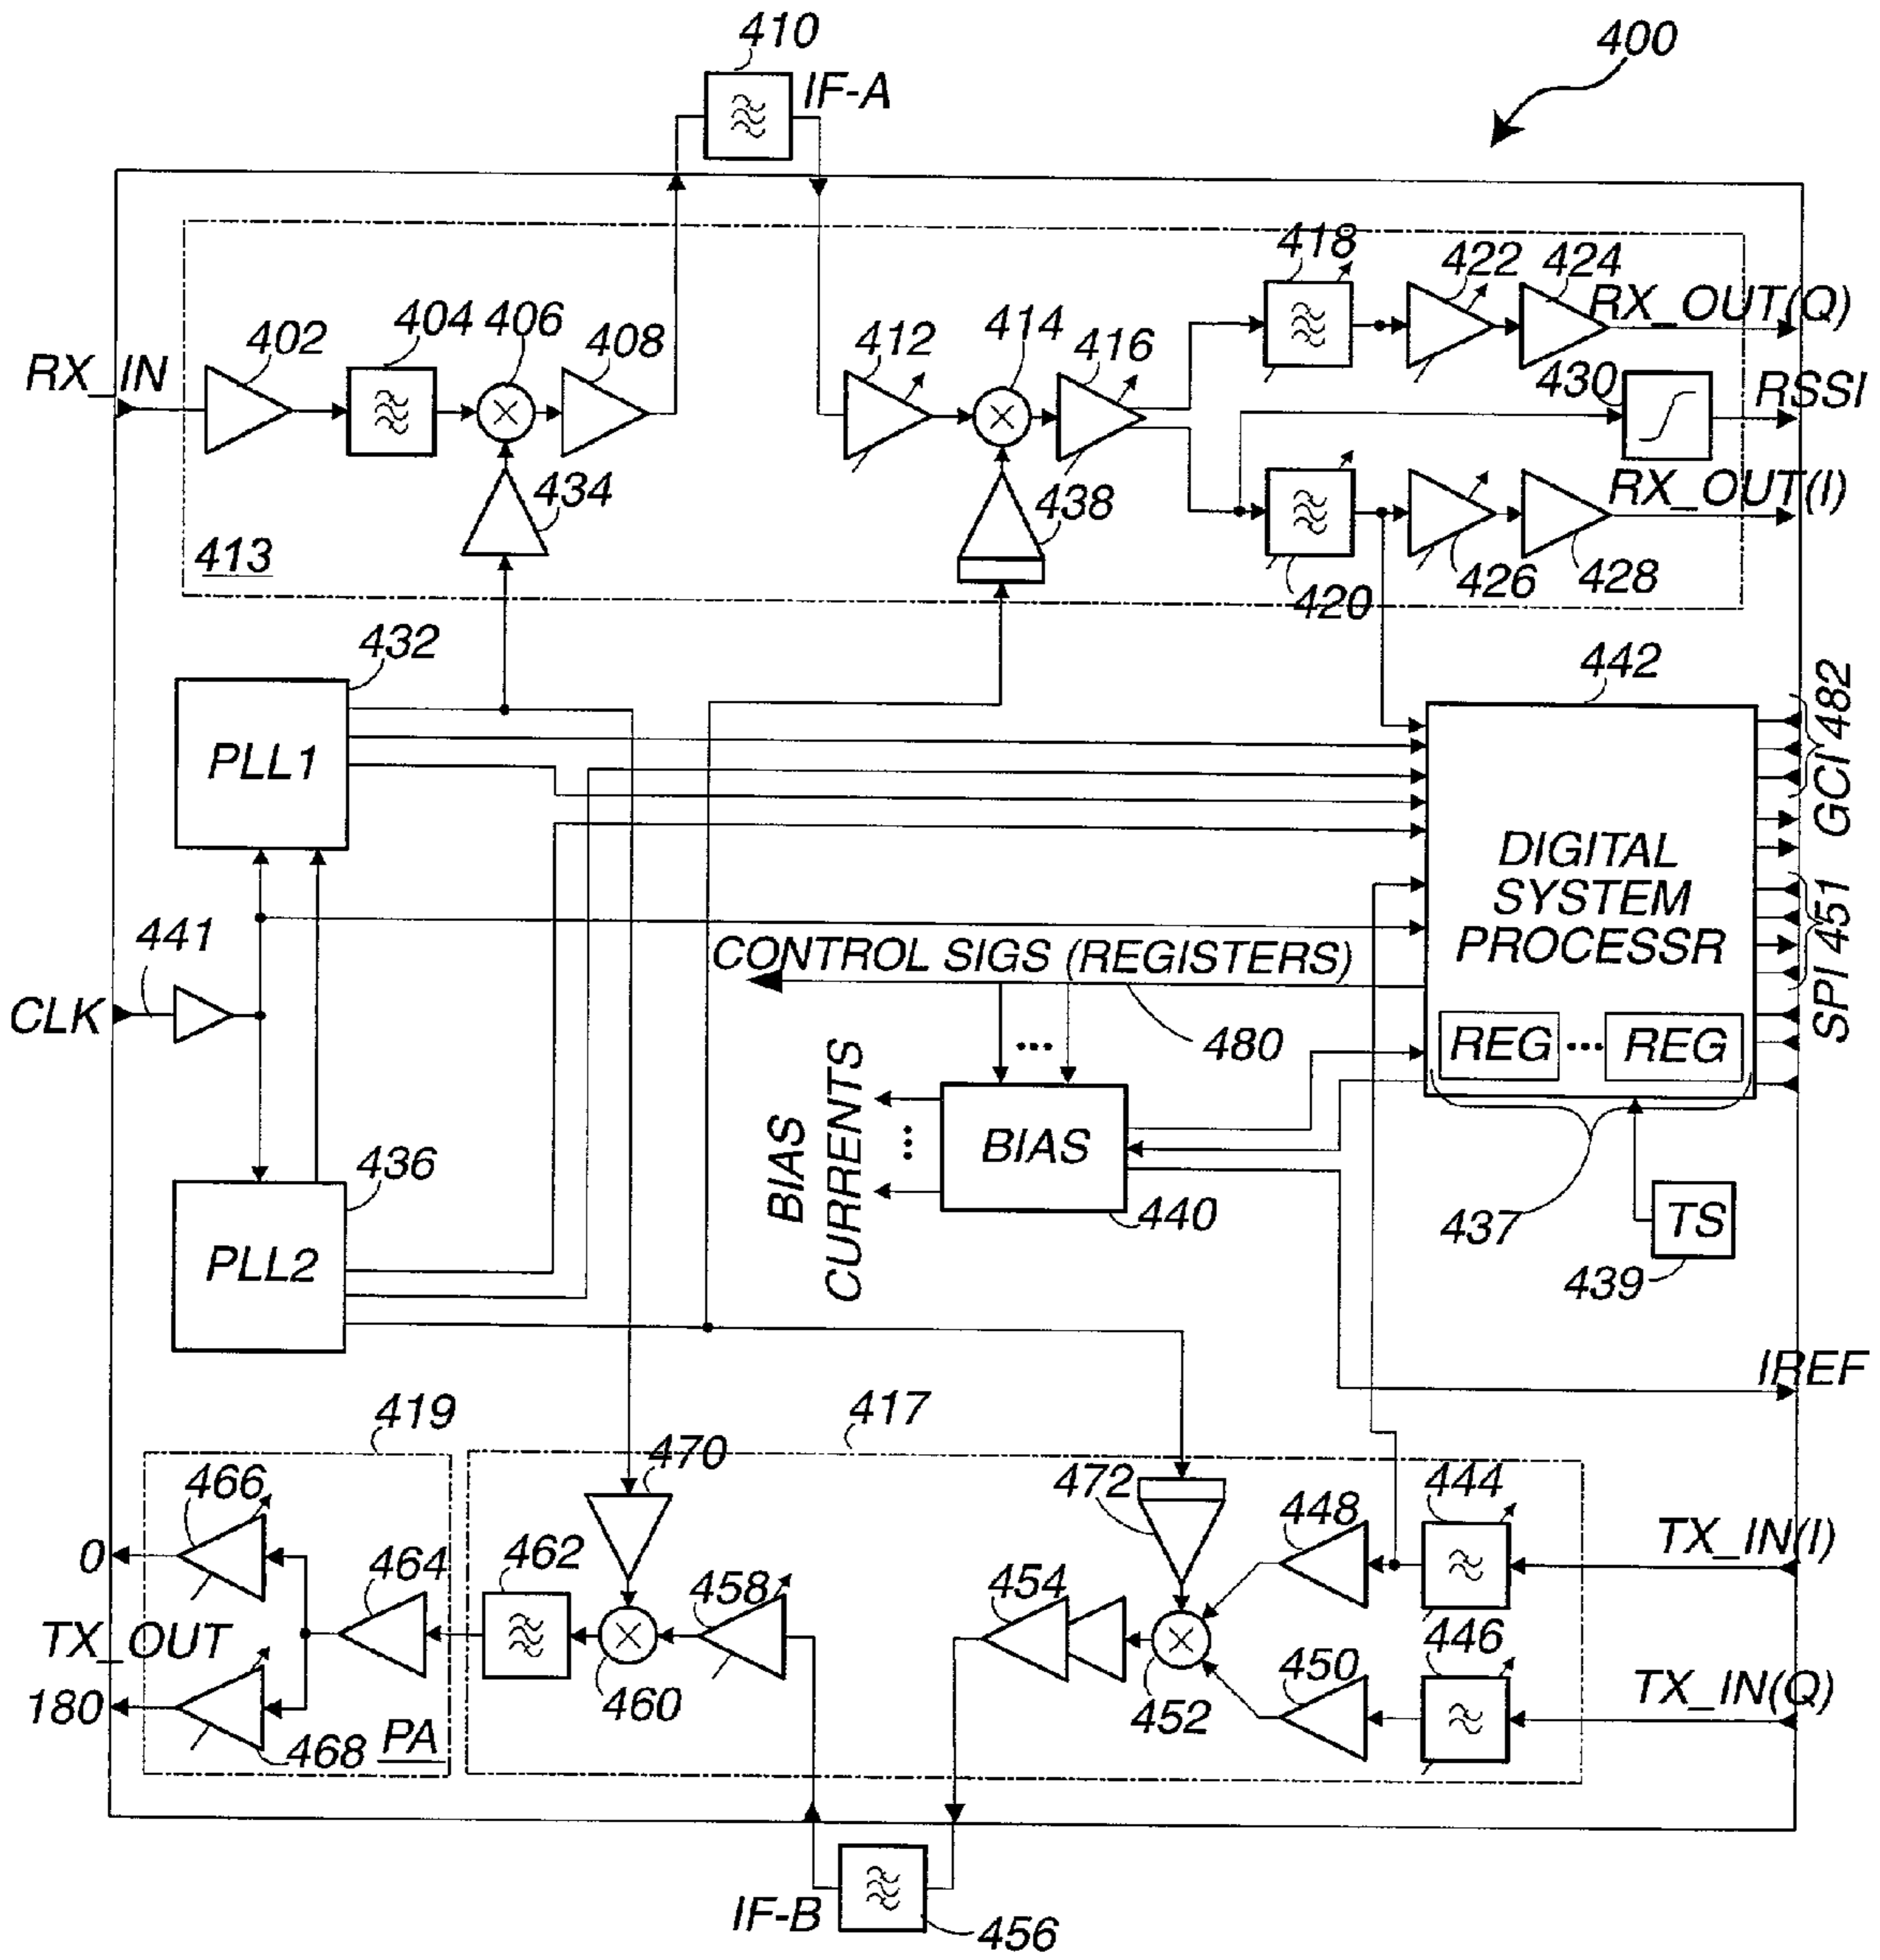 410
IF-A
400
418
422
424
RX_OUT(Q)
402
404
406
408
412
414
416
430
RSSI
RX_IN
434
438
RX_OUT(I)
413
420
426
428
432
442
GCI 482
PLL1
DIGITAL
SYSTEM
PROCESSR
441
CONTROL SIGS (REGISTERS)
SPI 451
CLK
480
REG ... REG
...
BIAS
CURRENTS
...
BIAS
436
440
437
TS
PLL2
439
IREF
419
417
470
472
444
466
448
TX_IN(I)
0
462
464
458
454
446
TX_OUT
450
TX_IN(Q)
180
460
452
468
PA
IF-B
456